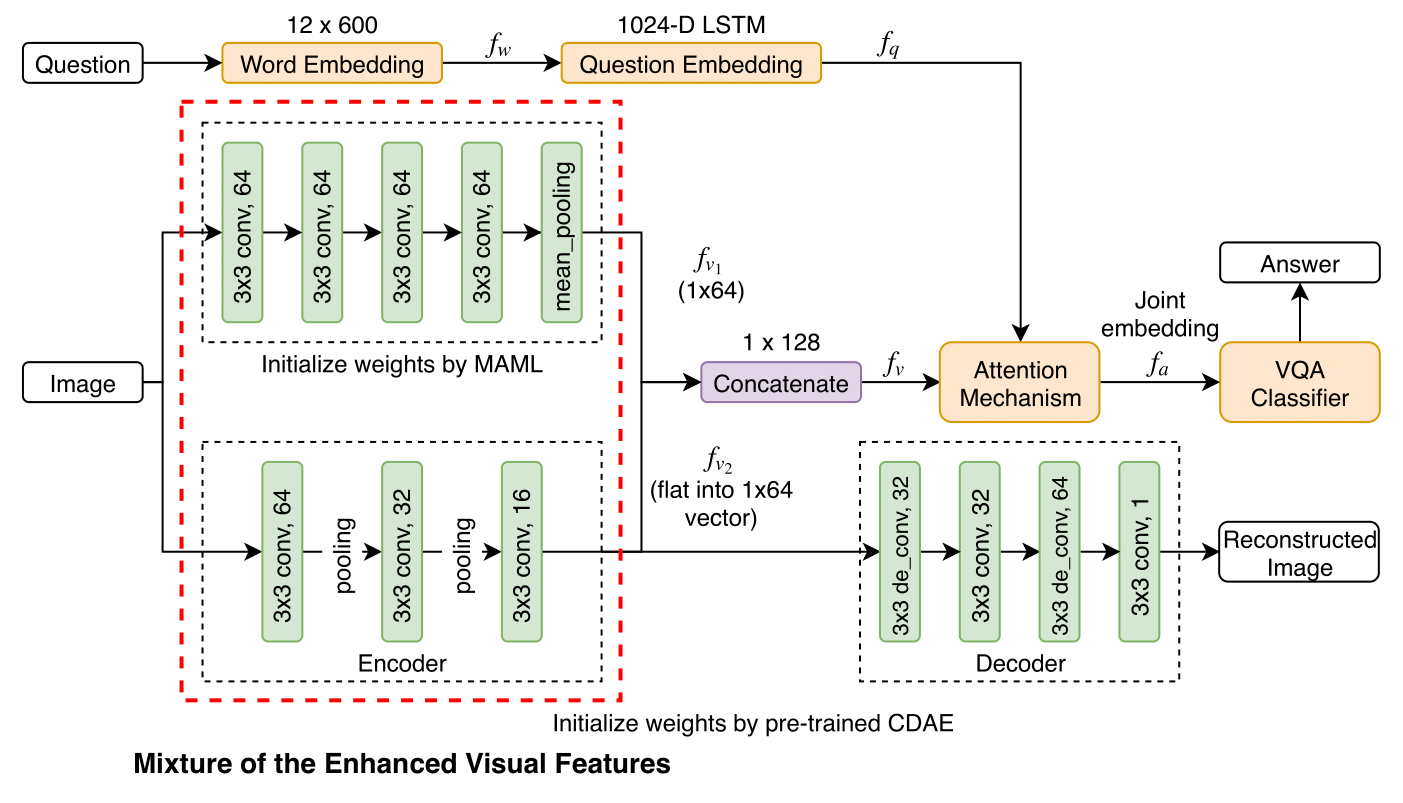 12 x 600
1024-D LSTM
Question
Word Embedding
f_w
Question Embedding
f_q
3x3 conv, 64
3x3 conv, 64
3x3 conv, 64
3x3 conv, 64
mean_pooling
Initialize weights by MAML
f_{v_1}
(1x64)
Image
1 x 128
Concatenate
f_v
Attention
Mechanism
Joint
embedding
f_a
VQA
Classifier
Answer
3x3 conv, 64
pooling
3x3 conv, 32
pooling
3x3 conv, 16
Encoder
f_{v_2}
(flat into 1x64
vector)
3x3 de_conv, 32
3x3 conv, 32
3x3 de_conv, 64
3x3 conv, 1
Decoder
Reconstructed
Image
Initialize weights by pre-trained CDAE
Mixture of the Enhanced Visual Features